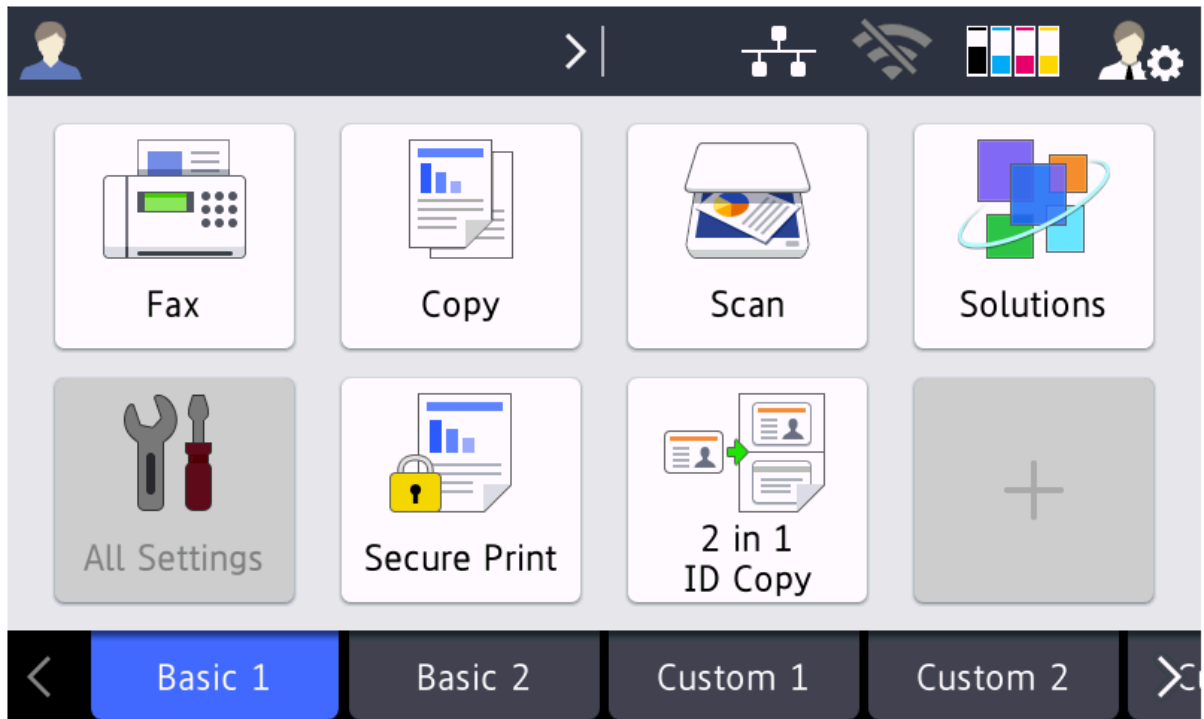 Fax
Copy
Scan
Solutions
All Settings
Secure Print
2 in 1
ID Copy
Basic 1
Basic 2
Custom 1
Custom 2